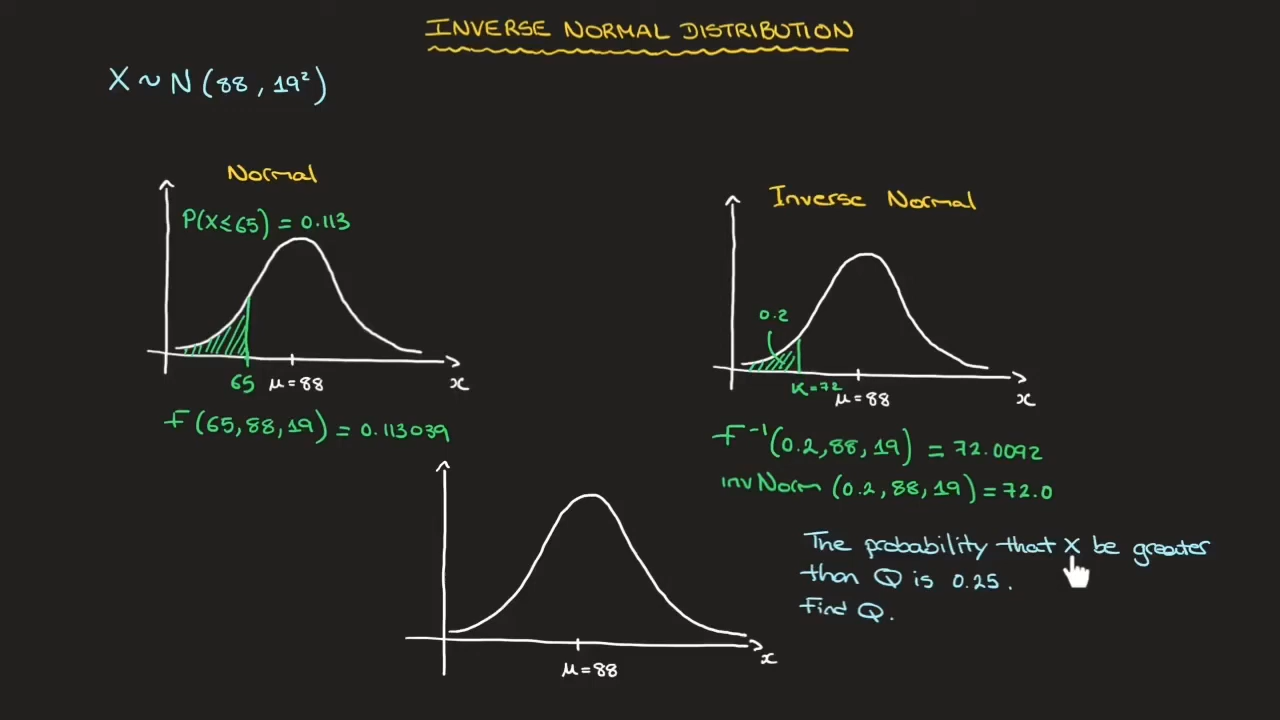 INVERSE NORMAL DISTRIBUTION
X ~ N (88, 19²)
Normal
P(X≤65) = 0.113
65
μ=88
x
F (65,88,19) = 0.113039
Inverse Normal
0.2
K=72
μ=88
x
F⁻¹(0.2,88,19) = 72.0092
invNorm (0.2,88,19) = 72.0
μ=88
x
The probability that X be greater
than Q is 0.25.
Find Q.